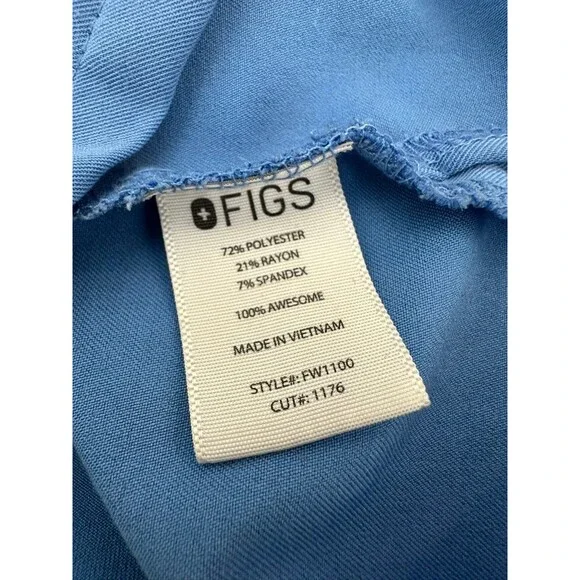 FIGS
72% POLYESTER
21% RAYON
7% SPANDEX
100% AWESOME
MADE IN VIETNAM
STYLE#: FW1100
CUT#: 1176